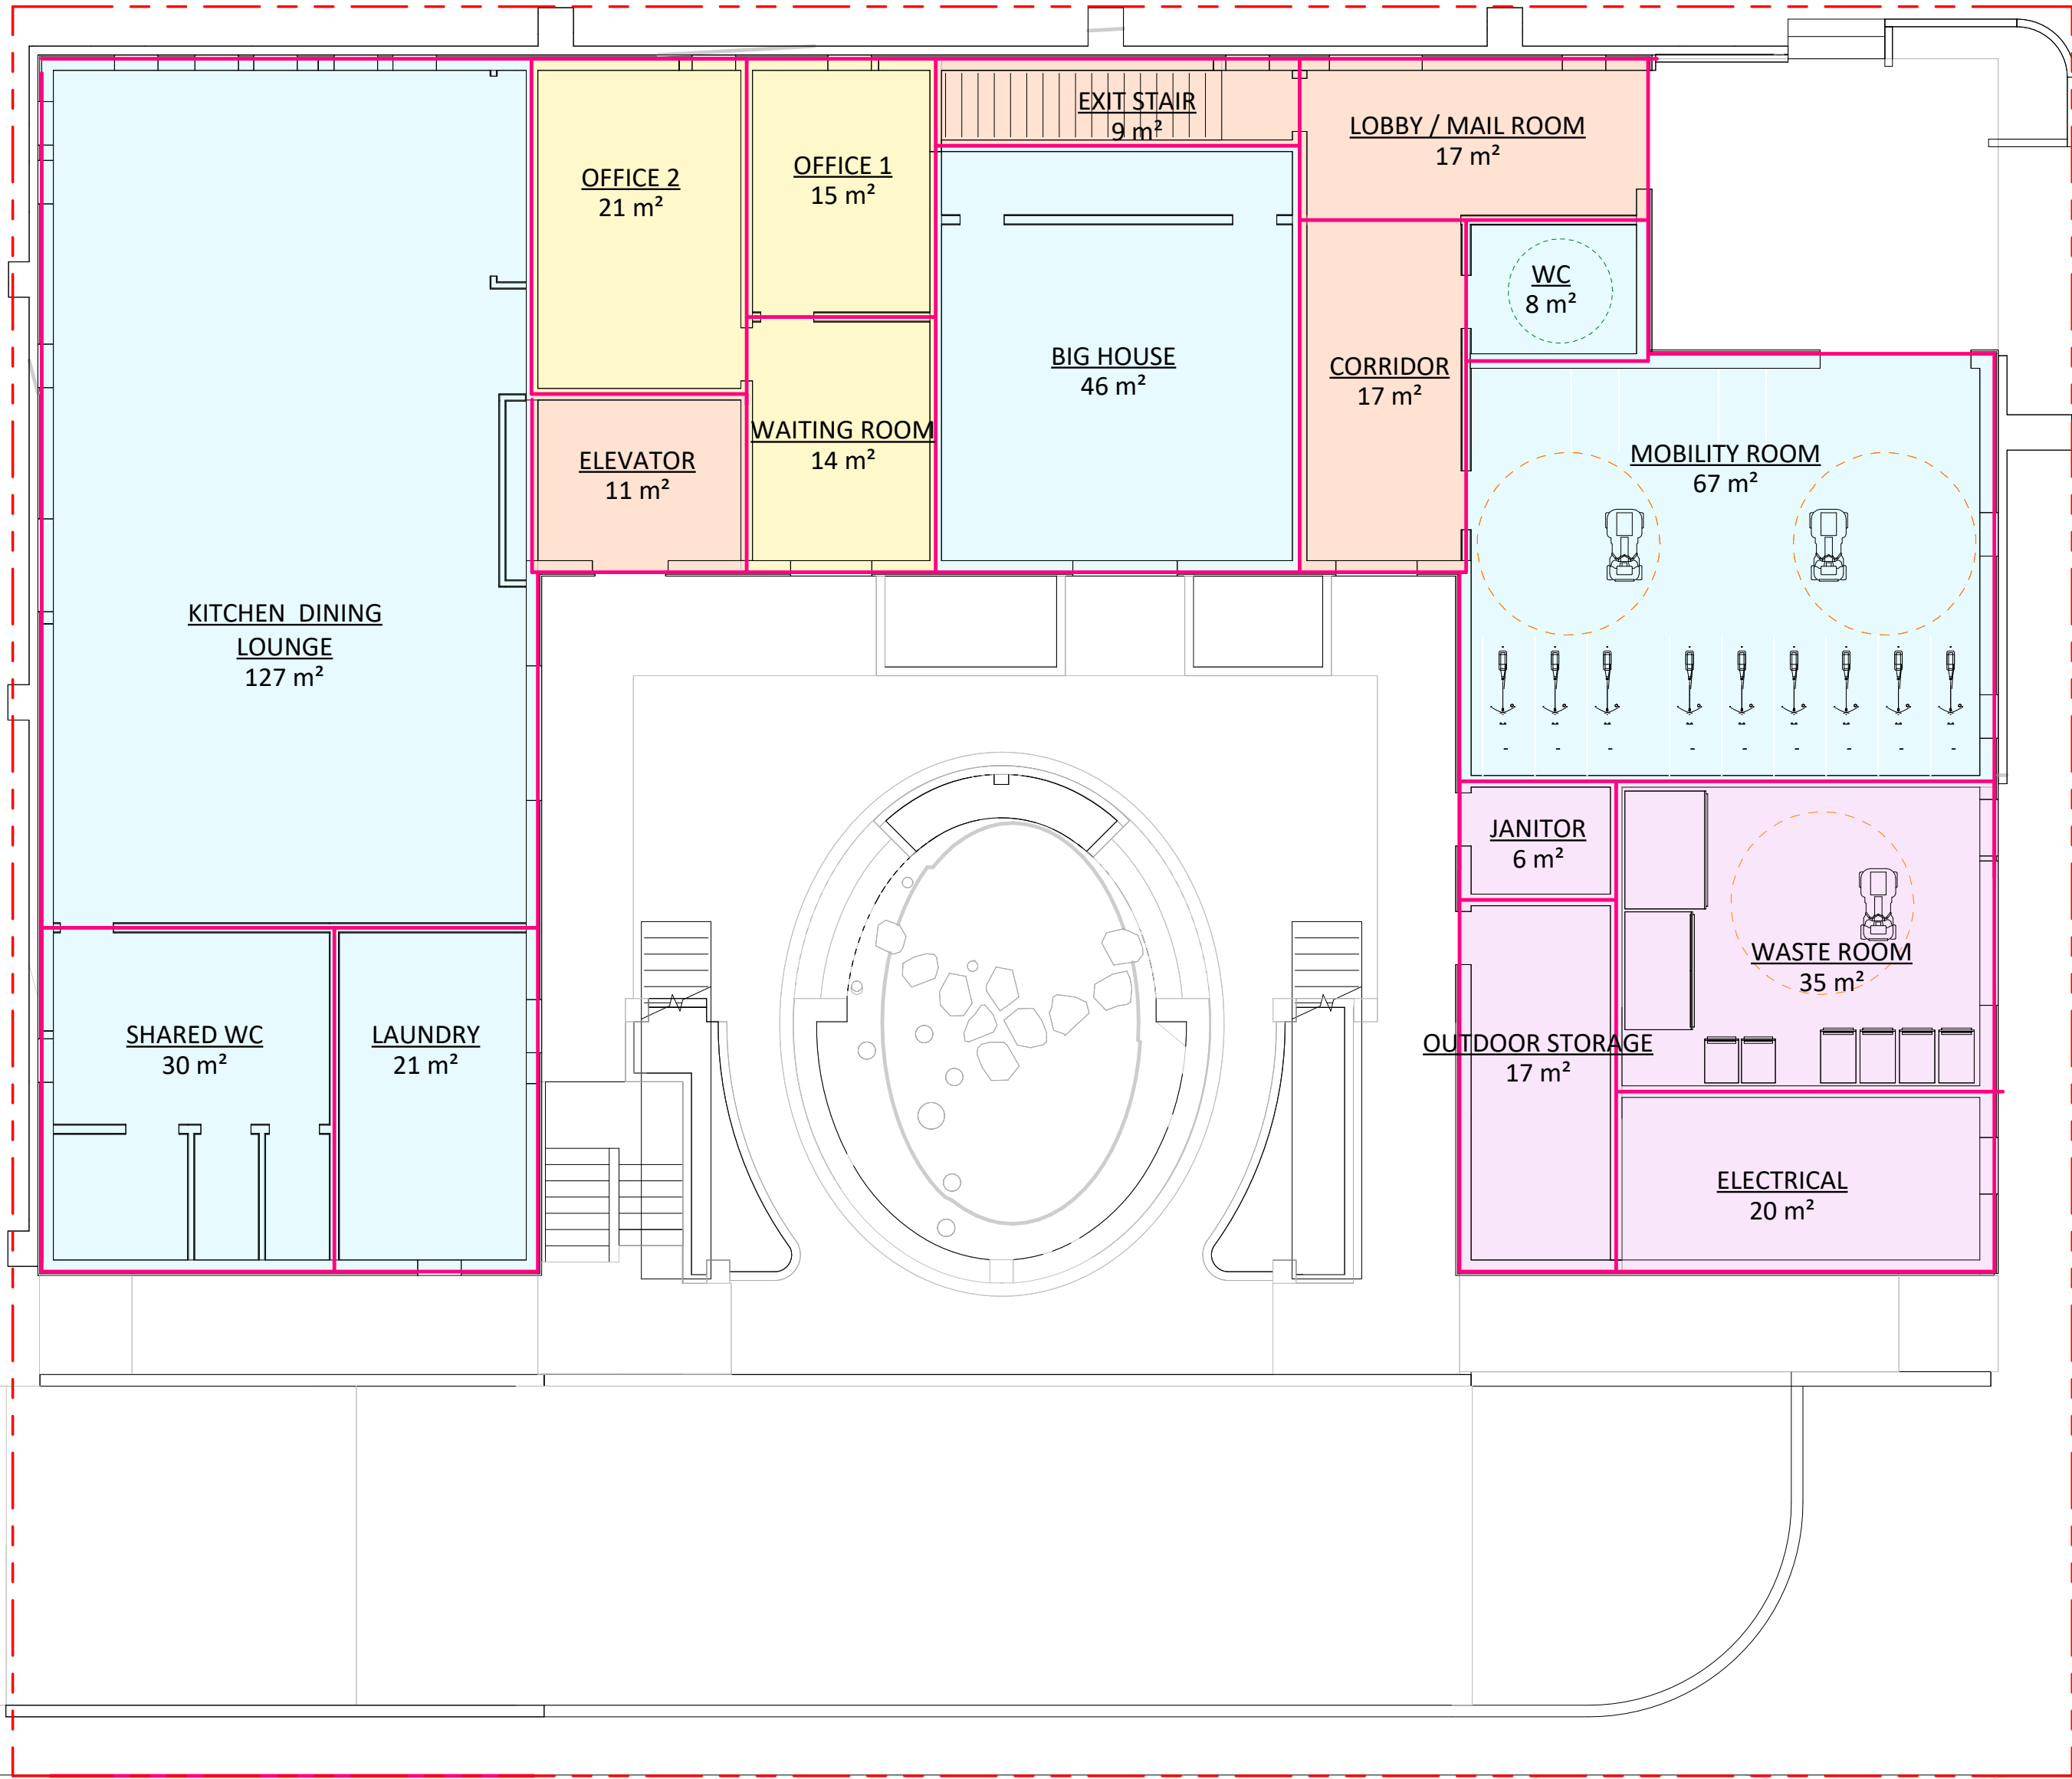 EXIT STAIR
9 m²
LOBBY / MAIL ROOM
17 m²
OFFICE 2
21 m²
OFFICE 1
15 m²
WC
8 m²
BIG HOUSE
46 m²
CORRIDOR
17 m²
WAITING ROOM
14 m²
ELEVATOR
11 m²
MOBILITY ROOM
67 m²
KITCHEN DINING
LOUNGE
127 m²
JANITOR
6 m²
WASTE ROOM
35 m²
SHARED WC
30 m²
LAUNDRY
21 m²
OUTDOOR STORAGE
17 m²
ELECTRICAL
20 m²